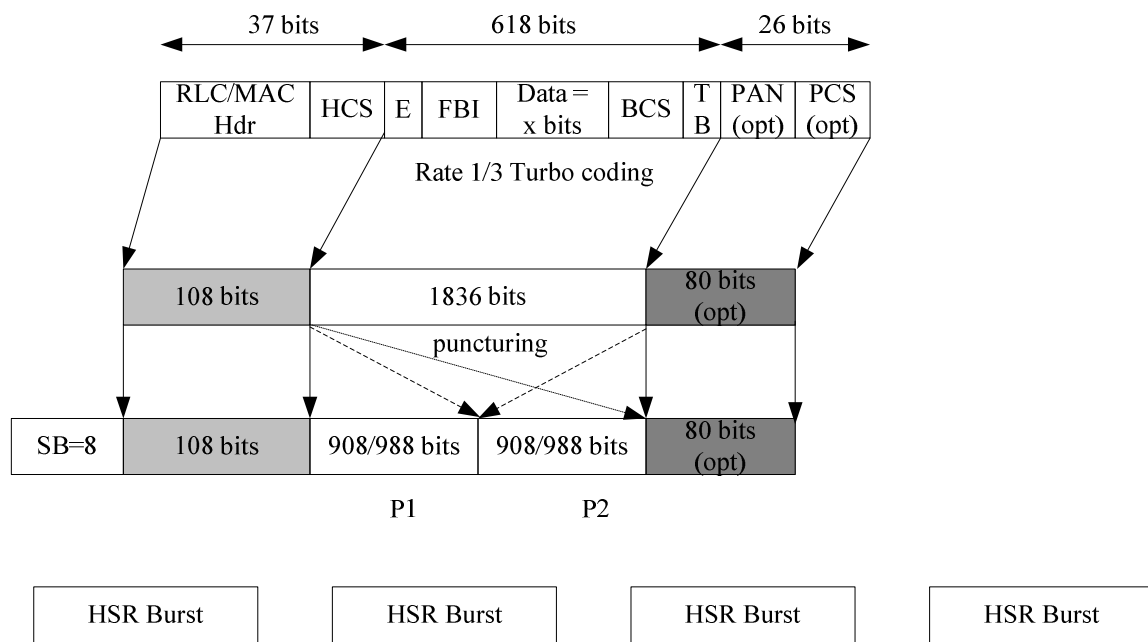 37 bits 618 bits 26 bits
RLC/MAC Hdr HCS E FBI Data = x bits BCS T B PAN (opt) PCS (opt)
Rate 1/3 Turbo coding
108 bits 1836 bits 80 bits (opt)
puncturing
SB=8 108 bits 908/988 bits 908/988 bits 80 bits (opt)
P1 P2
HSR Burst HSR Burst HSR Burst HSR Burst